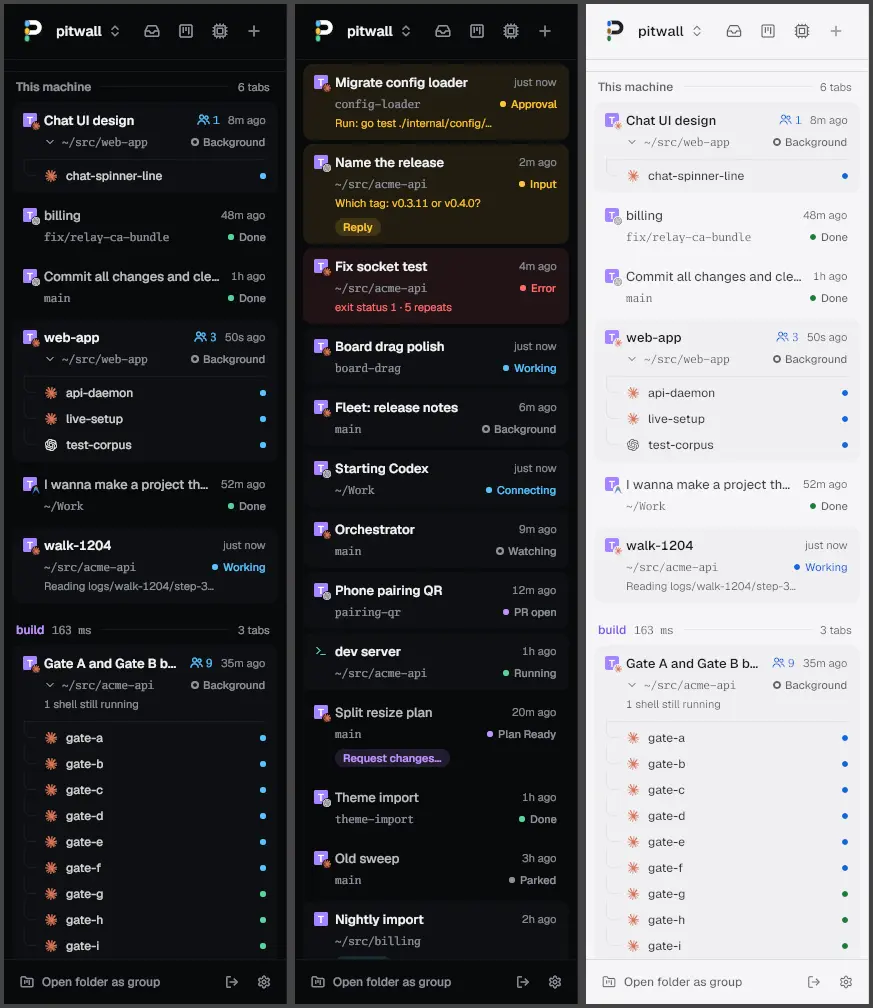 pitwall
This machine 6 tabs
Chat UI design 1 8m ago
~/src/web-app Background
chat-spinner-line
billing 48m ago
fix/relay-ca-bundle Done
Commit all changes and cle... 1h ago
main Done
web-app 3 50s ago
~/src/web-app Background
api-daemon
live-setup
test-corpus
I wanna make a project th... 52m ago
~/Work Done
walk-1204 just now
~/src/acme-api Working
Reading logs/walk-1204/step-3...
build 163 ms 3 tabs
Gate A and Gate B b... 9 35m ago
~/src/acme-api Background
1 shell still running
gate-a
gate-b
gate-c
gate-d
gate-e
gate-f
gate-g
gate-h
gate-i
Open folder as group
pitwall
Migrate config loader just now
config-loader Approval
Run: go test ./internal/config/...
Name the release 2m ago
~/src/acme-api Input
Which tag: v0.3.11 or v0.4.0?
Reply
Fix socket test 4m ago
~/src/acme-api Error
exit status 1 · 5 repeats
Board drag polish just now
board-drag Working
Fleet: release notes 6m ago
main Background
Starting Codex just now
~/Work Connecting
Orchestrator 9m ago
main Watching
Phone pairing QR 12m ago
pairing-qr PR open
dev server 1h ago
~/src/acme-api Running
Split resize plan 20m ago
main Plan Ready
Request changes...
Theme import 1h ago
theme-import Done
Old sweep 3h ago
main Parked
Nightly import 2h ago
~/src/billing
Open folder as group
pitwall
This machine 6 tabs
Chat UI design 1 8m ago
~/src/web-app Background
chat-spinner-line
billing 48m ago
fix/relay-ca-bundle Done
Commit all changes and cle... 1h ago
main Done
web-app 3 50s ago
~/src/web-app Background
api-daemon
live-setup
test-corpus
I wanna make a project th... 52m ago
~/Work Done
walk-1204 just now
~/src/acme-api Working
Reading logs/walk-1204/step-3...
build 163 ms 3 tabs
Gate A and Gate B b... 9 35m ago
~/src/acme-api Background
1 shell still running
gate-a
gate-b
gate-c
gate-d
gate-e
gate-f
gate-g
gate-h
gate-i
Open folder as group